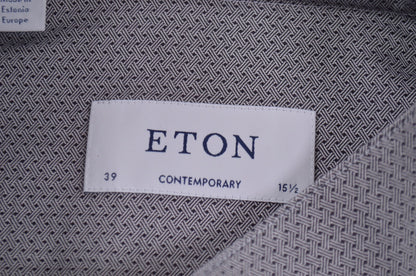 Made in
Estonia
Europe
ETON
39 CONTEMPORARY 15½